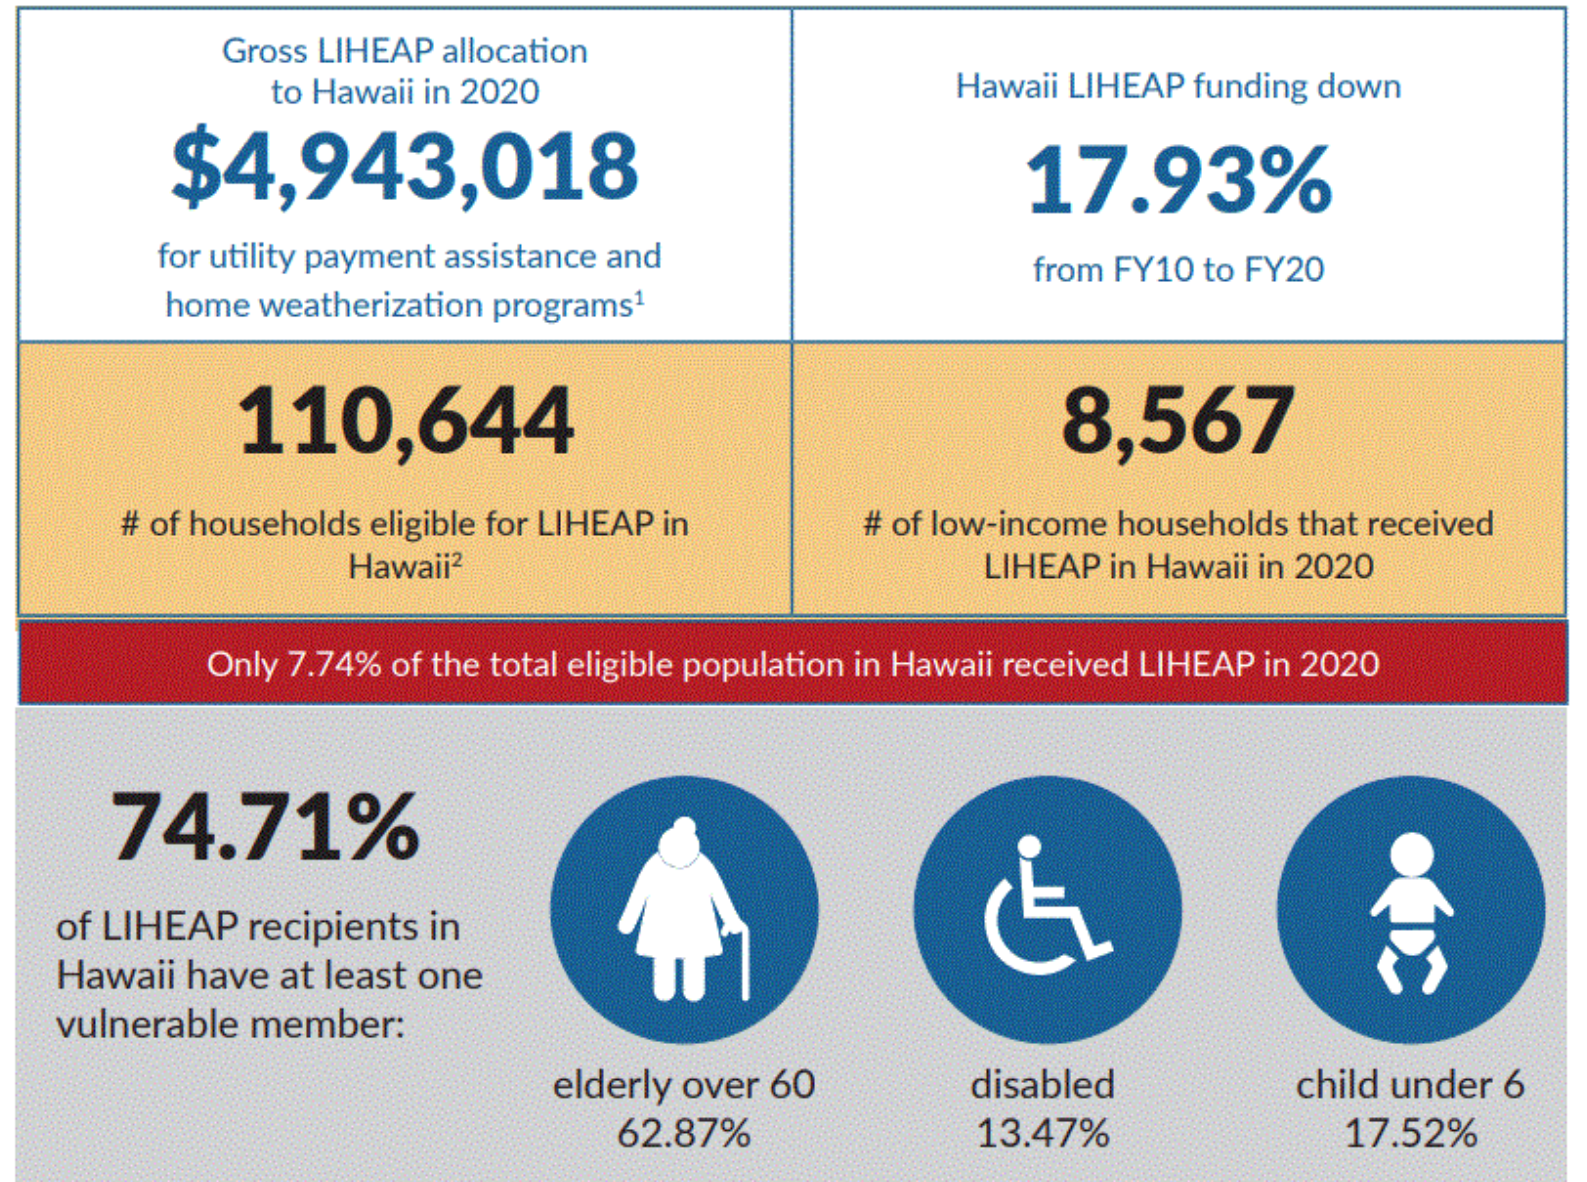 Gross LIHEAP allocation
to Hawaii in 2020
$4,943,018
for utility payment assistance and
home weatherization programs¹
Hawaii LIHEAP funding down
17.93%
from FY10 to FY20
110,644
# of households eligible for LIHEAP in
Hawaii²
8,567
# of low-income households that received
LIHEAP in Hawaii in 2020
Only 7.74% of the total eligible population in Hawaii received LIHEAP in 2020
74.71%
of LIHEAP recipients in
Hawaii have at least one
vulnerable member:
elderly over 60
62.87%
disabled
13.47%
child under 6
17.52%